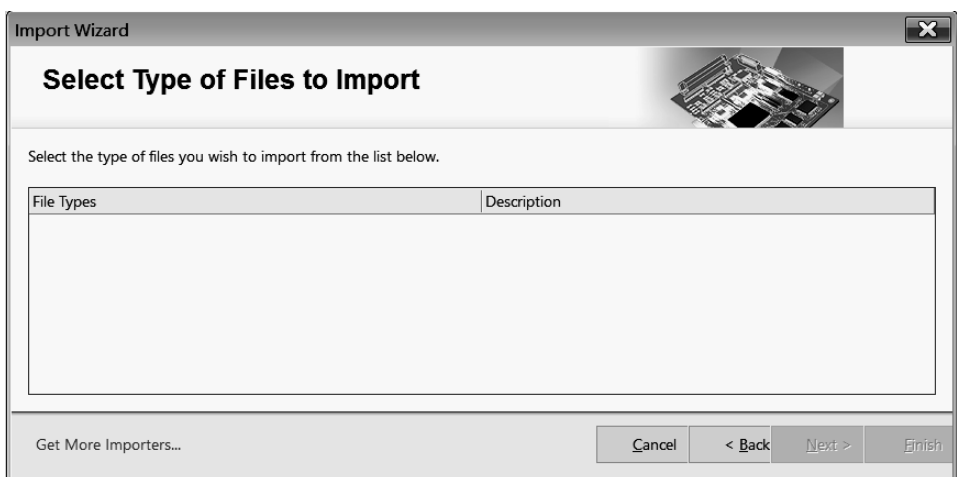 Import Wizard
Select Type of Files to Import
Select the type of files you wish to import from the list below.
File Types Description
Get More Importers... Cancel < Back Next > Finish